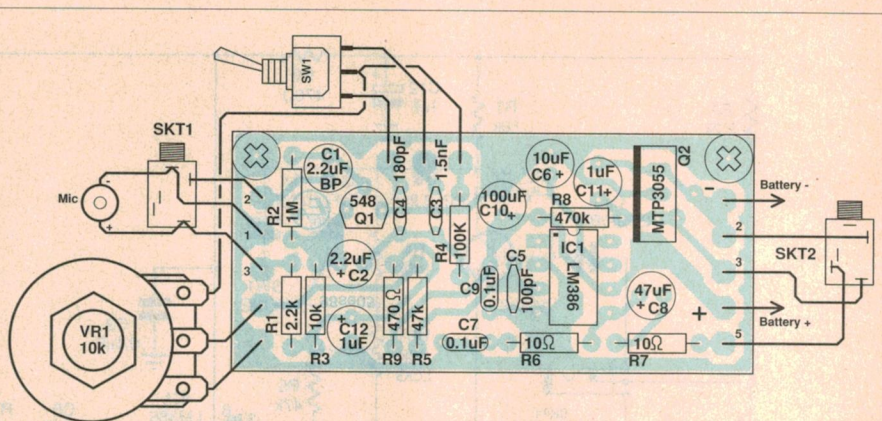 SW1
SKT1
Mic
-
+
2
1
3
R2
1M
C1
2.2uF
BP
548
Q1
180pF
C4
1.5nF
C3
R4
100K
2.2uF
+ C2
R1
2.2k
10k
R3
+
C12
1uF
470 Ω
R9
47k
R5
VR1
10k
10uF
C6 +
1uF
C11+
100uF
C10+
R8
470k
IC1
LM386
C9
0.1uF
C5
100pF
C7
0.1uF
10Ω
R6
10Ω
R7
47uF
+ C8
MTP3055
Q2
-
Battery -
2
3
SKT2
+
Battery +
5